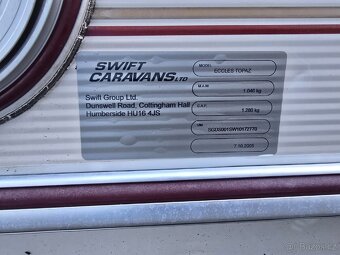 SWIFT
CARAVANS LTD
Swift Group Ltd.
Dunswell Road, Cottingham Hall
Humberside HU16 4JS
MODEL
ECCLES TOPAZ
M.A.M
1.046 kg
1.280 kg
7.10.2005